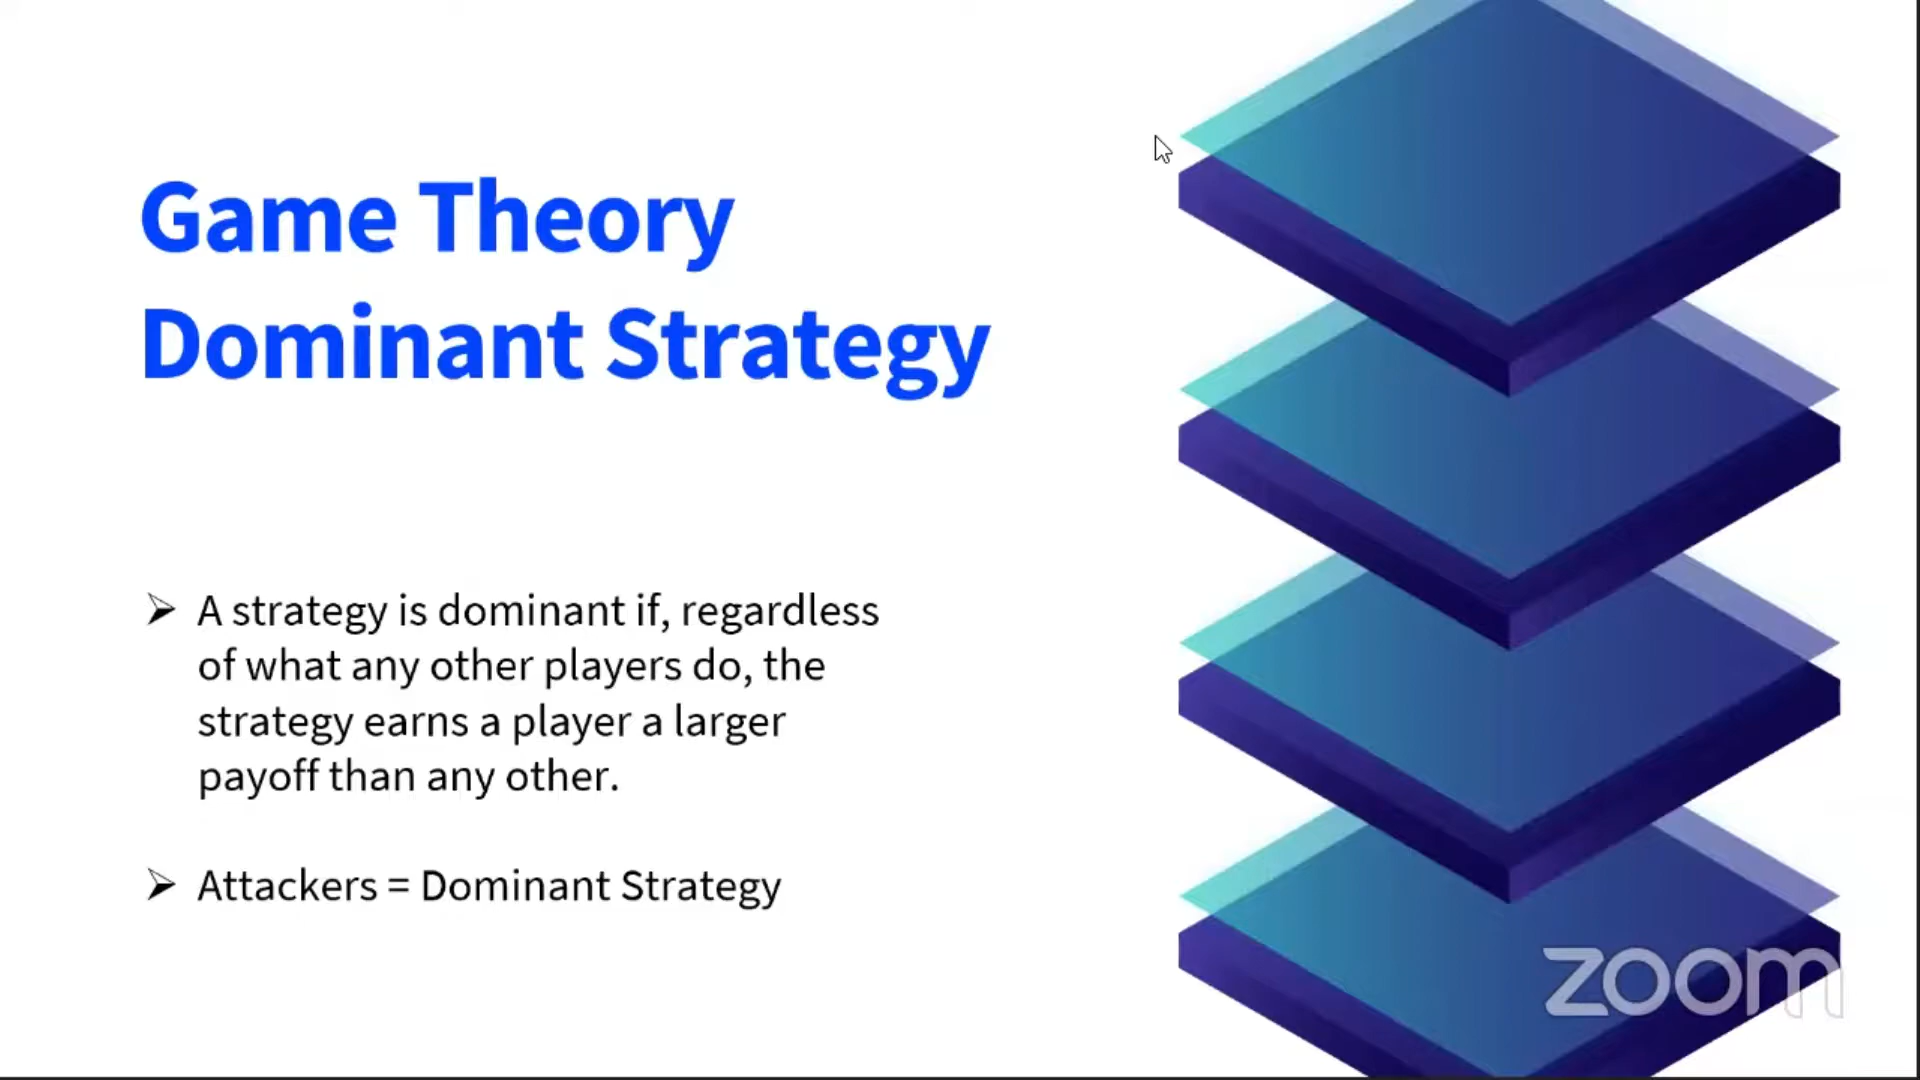 Game Theory
Dominant Strategy
➢ A strategy is dominant if, regardless
of what any other players do, the
strategy earns a player a larger
payoff than any other.
➢ Attackers = Dominant Strategy
zoom